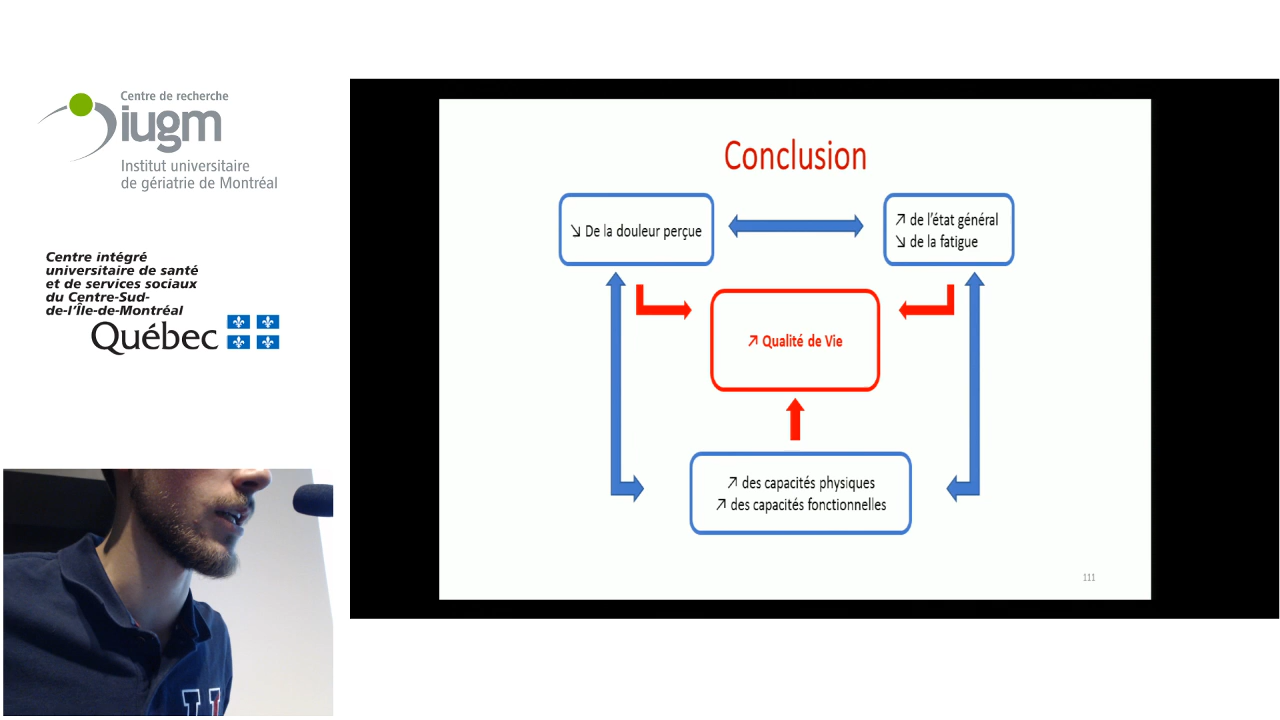 Centre de recherche
iugm
Institut universitaire
de gériatrie de Montréal
Centre intégré
universitaire de santé
et de services sociaux
du Centre-Sud-
de-l'Île-de-Montréal
Québec
Conclusion
↘ De la douleur perçue
↗ de l'état général
↘ de la fatigue
↗ Qualité de Vie
↗ des capacités physiques
↗ des capacités fonctionnelles
111